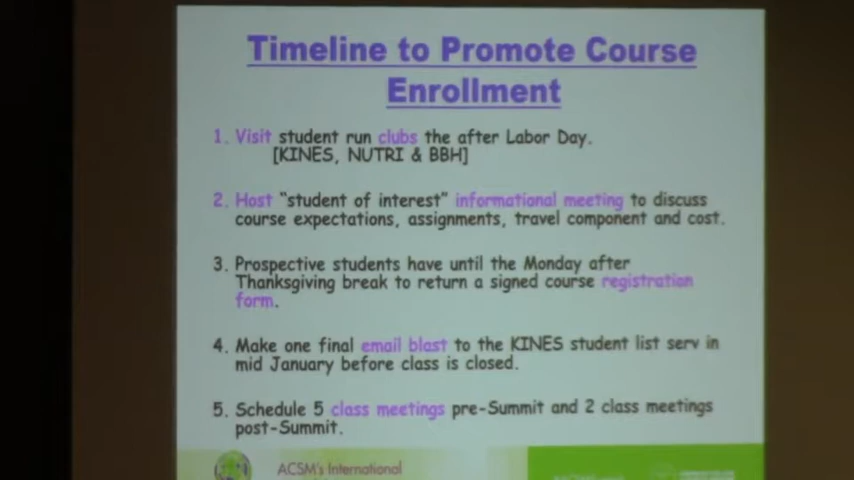 Timeline to Promote Course
Enrollment
1. Visit student run clubs the after Labor Day.
[KINES, NUTRI & BBH]
2. Host “student of interest” informational meeting to discuss
course expectations, assignments, travel component and cost.
3. Prospective students have until the Monday after
Thanksgiving break to return a signed course registration
form.
4. Make one final email blast to the KINES student list serv in
mid January before class is closed.
5. Schedule 5 class meetings pre-Summit and 2 class meetings
post-Summit.
ACSM's International